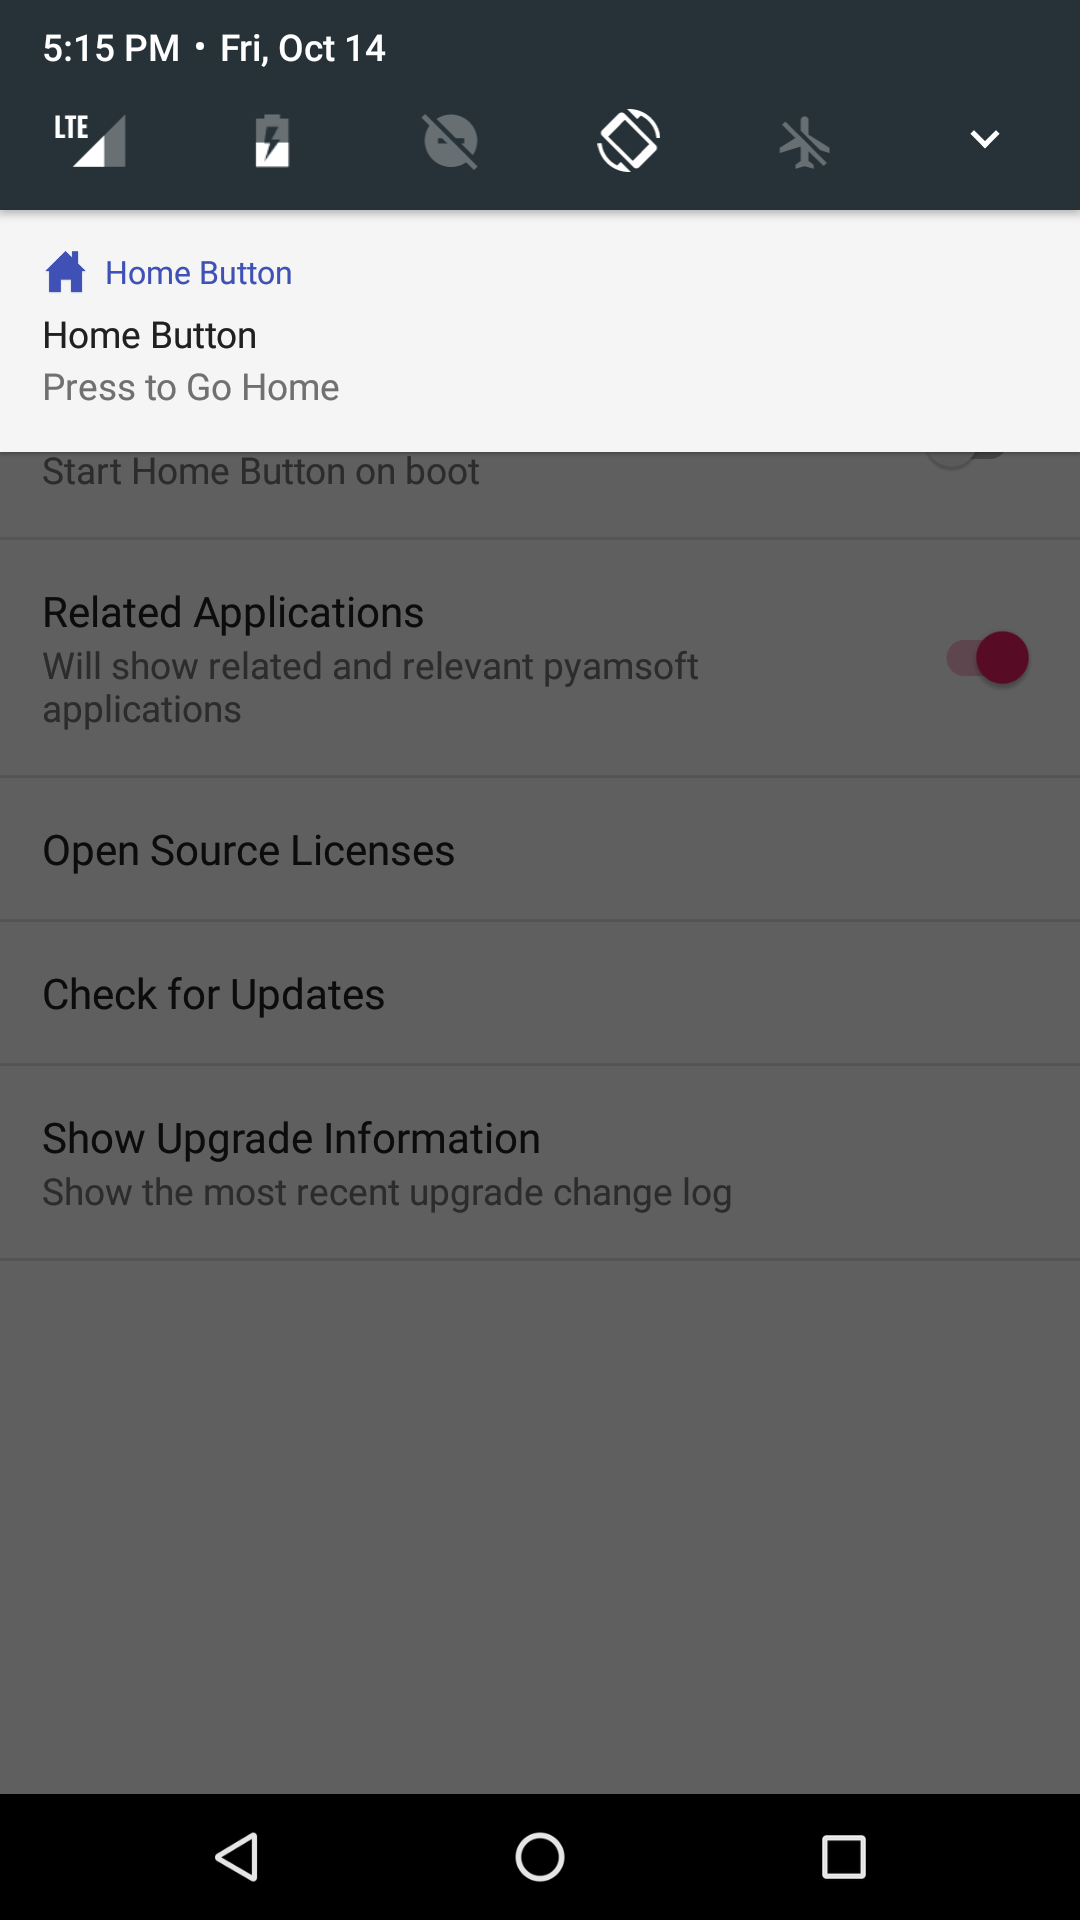 5:15 PM • Fri, Oct 14
LTE
Home Button
Home Button
Press to Go Home
Start Home Button on boot
Related Applications
Will show related and relevant pyamsoft
applications
Open Source Licenses
Check for Updates
Show Upgrade Information
Show the most recent upgrade change log